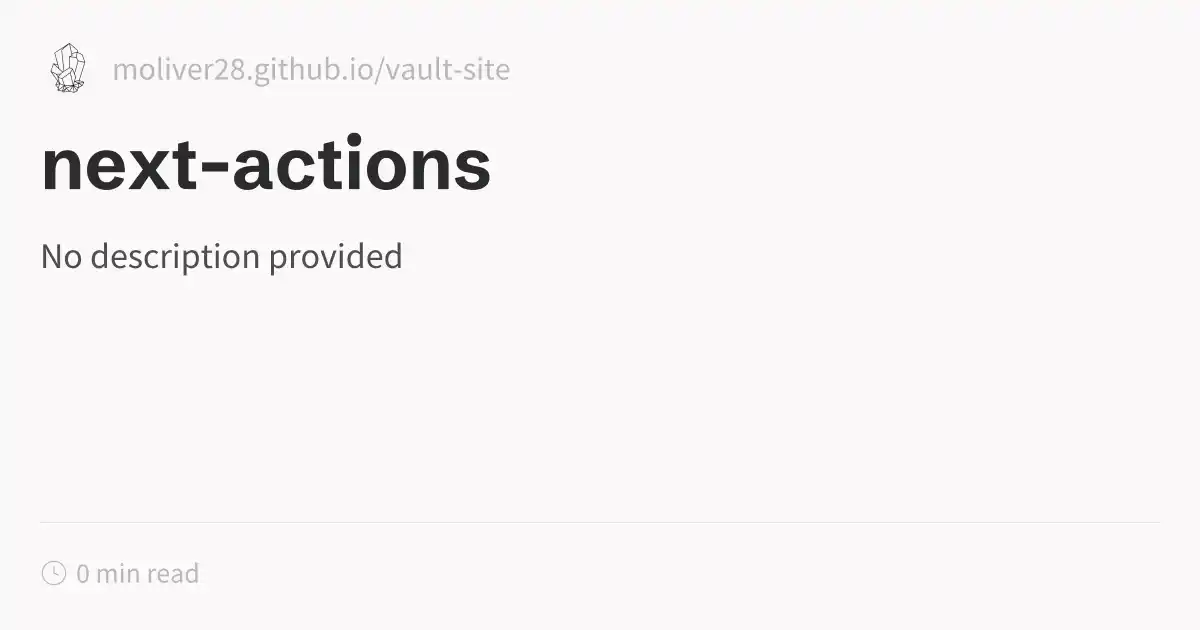 moliver28.github.io/vault-site
next-actions
No description provided
0 min read